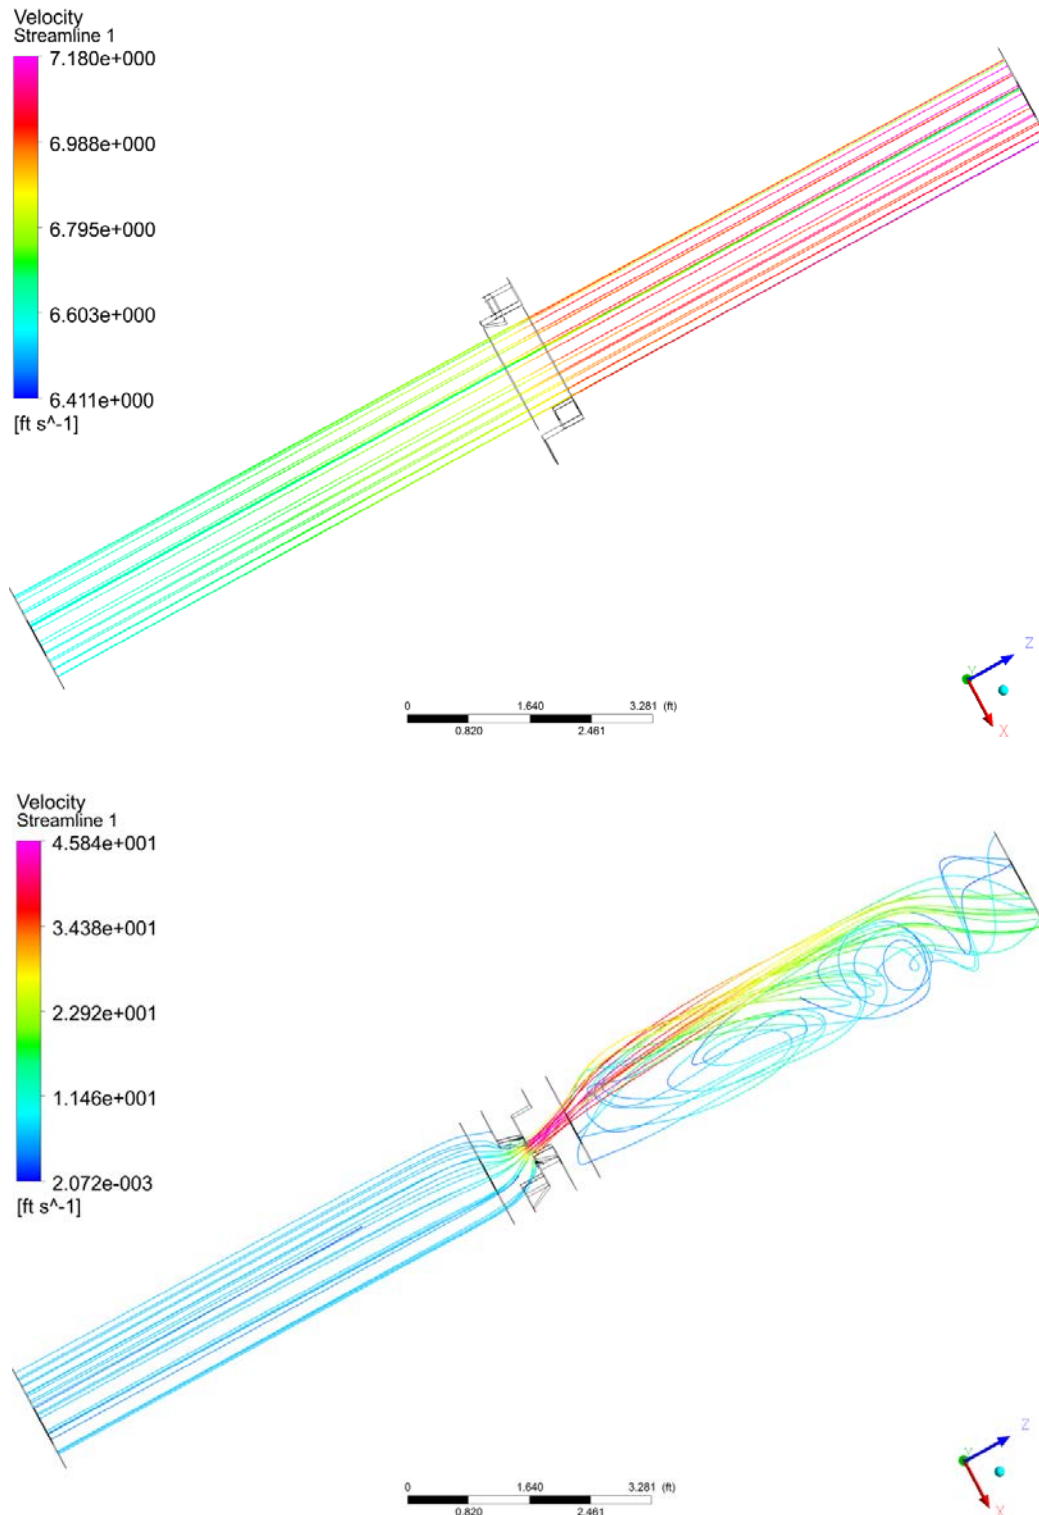 Velocity
Streamline 1
7.180e+000
6.988e+000
6.795e+000
6.603e+000
6.411e+000
[ft s^-1]
Z
Y
X
0 1.640 3.281 (ft)
0.820 2.461
Velocity
Streamline 1
4.584e+001
3.438e+001
2.292e+001
1.146e+001
2.072e-003
[ft s^-1]
Z
Y
X
0 1.640 3.281 (ft)
0.820 2.461